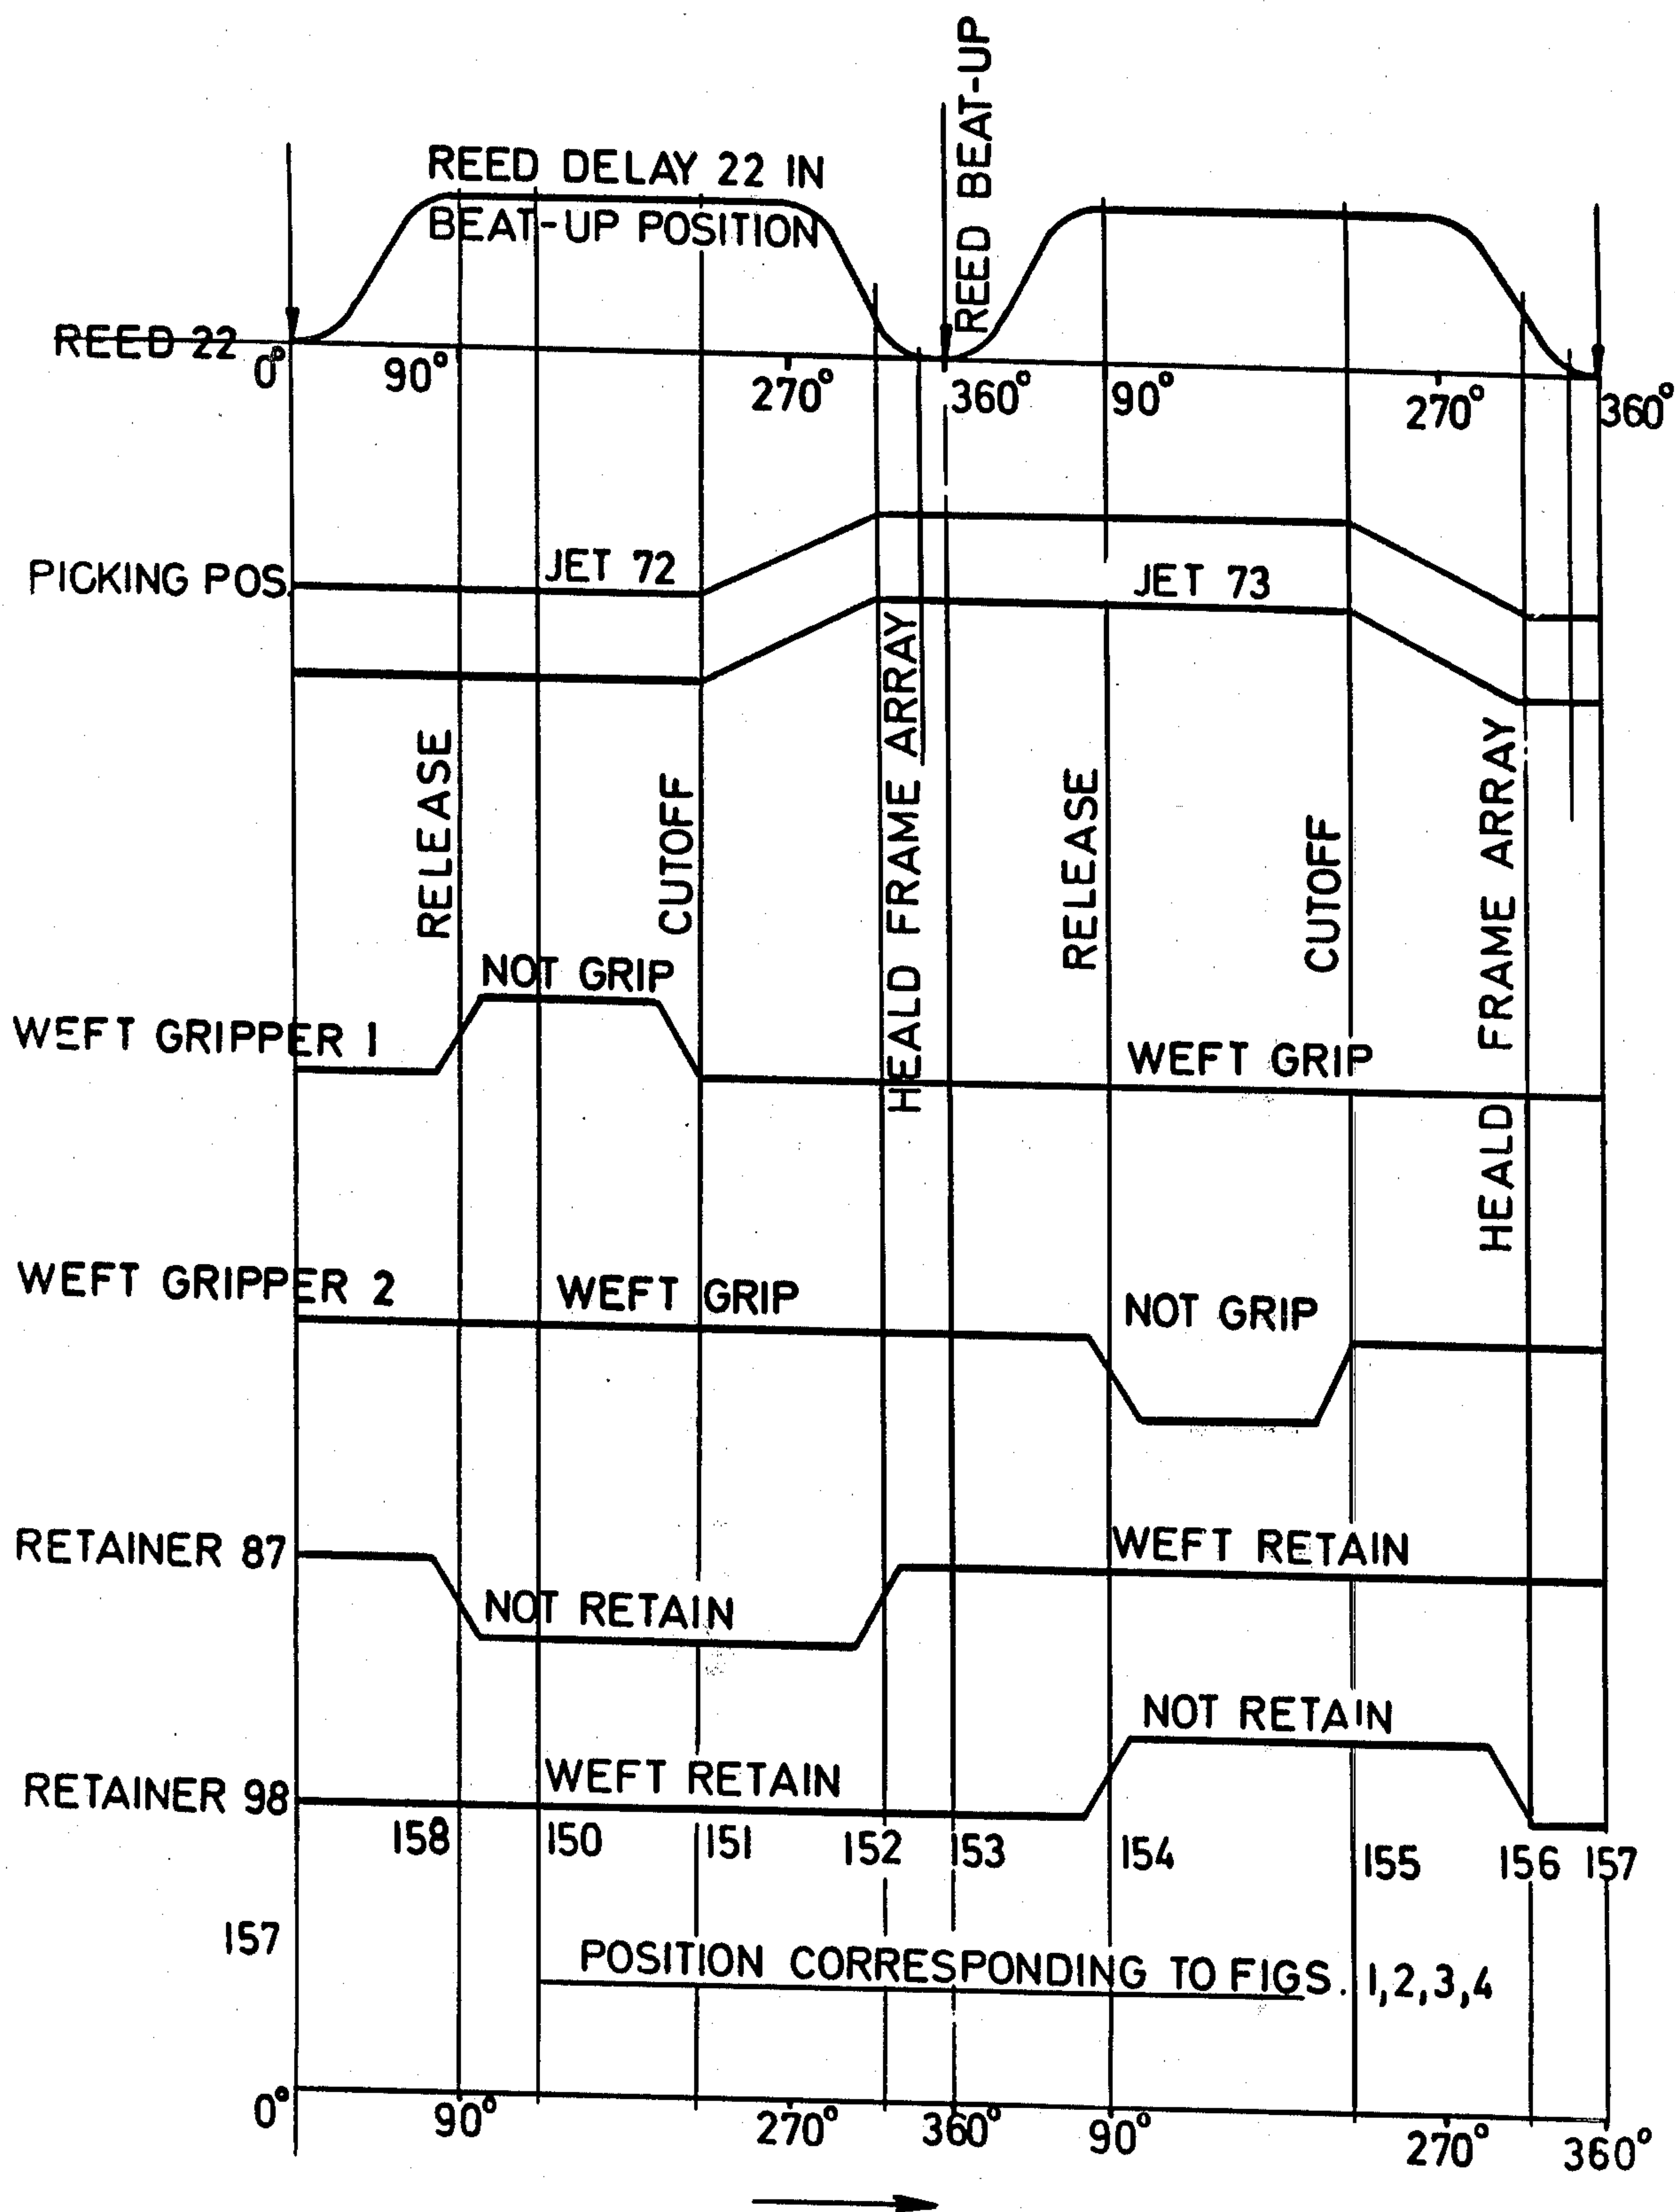 REED BEAT-UP
REED DELAY 22 IN
BEAT-UP POSITION
REED 22
0° 90° 270° 360° 90° 270° 360°
PICKING POS.
JET 72
JET 73
RELEASE
CUTOFF
HEALD FRAME ARRAY
RELEASE
CUTOFF
HEALD FRAME ARRAY
NOT GRIP
WEFT GRIPPER 1
WEFT GRIP
WEFT GRIPPER 2
WEFT GRIP
NOT GRIP
RETAINER 87
WEFT RETAIN
NOT RETAIN
NOT RETAIN
RETAINER 98
WEFT RETAIN
158 150 151 152 153 154 155 156 157
157
POSITION CORRESPONDING TO FIGS. 1,2,3,4
0° 90° 270° 360° 90° 270° 360°